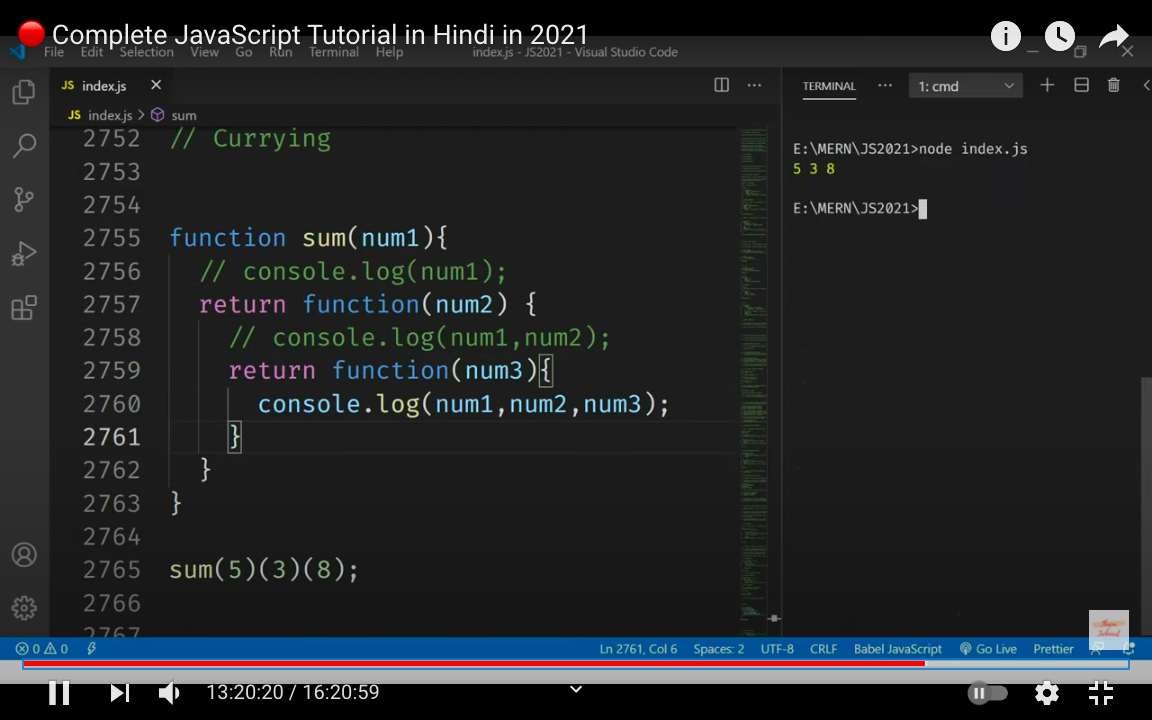 Complete JavaScript Tutorial in Hindi in 2021
File Edit Selection View Go Run Terminal Help index.js - JS2021 - Visual Studio Code
JS index.js
TERMINAL 1: cmd
JS index.js > sum
2752 // Currying
2753
2754
2755 function sum(num1){
2756 // console.log(num1);
2757 return function(num2) {
2758 // console.log(num1,num2);
2759 return function(num3){
2760 console.log(num1,num2,num3);
2761 }
2762 }
2763 }
2764
2765 sum(5)(3)(8);
2766
2767
E:\MERN\JS2021>node index.js
5 3 8
E:\MERN\JS2021>
0 0 Ln 2761, Col 6 Spaces: 2 UTF-8 CRLF Babel JavaScript Go Live Prettier
13:20:20 / 16:20:59